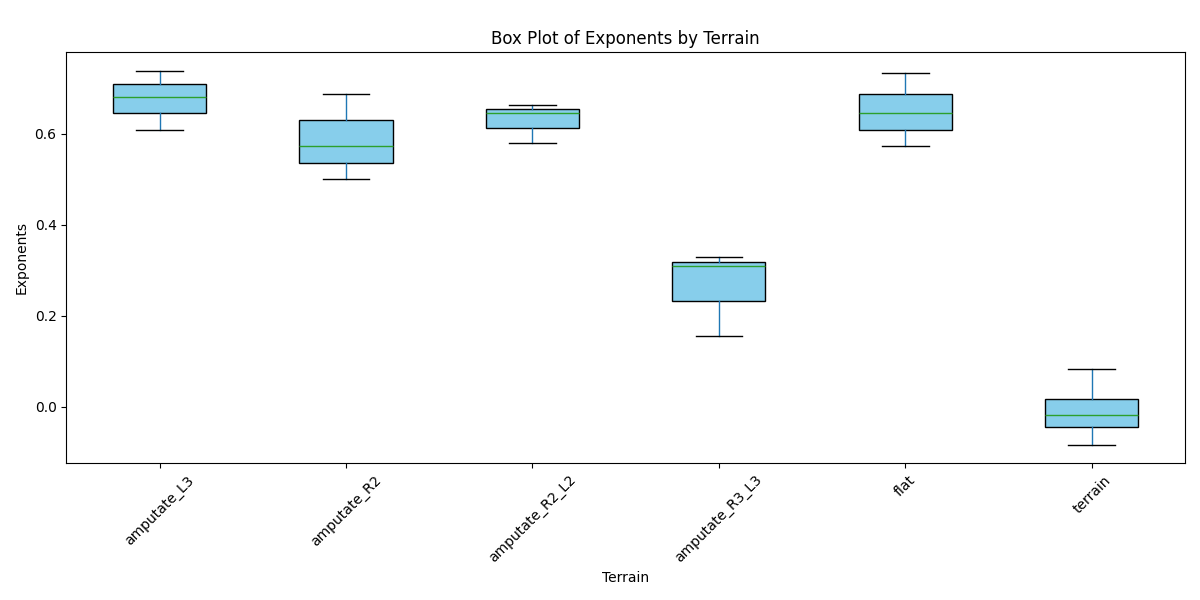 Box Plot of Exponents by Terrain
Exponents
0.6
0.4
0.2
0.0
amputate_L3
amputate_R2
amputate_R2_L2
amputate_R3_L3
flat
terrain
Terrain